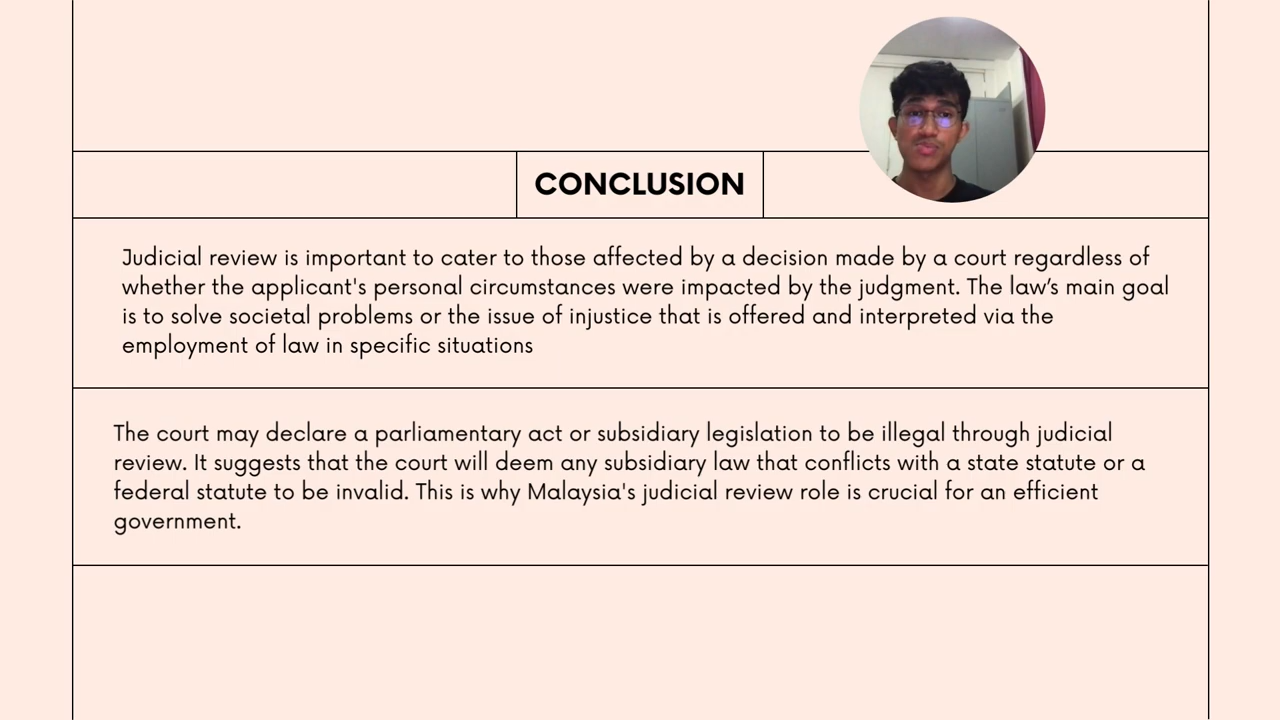 CONCLUSION
Judicial review is important to cater to those affected by a decision made by a court regardless of
whether the applicant's personal circumstances were impacted by the judgment. The law’s main goal
is to solve societal problems or the issue of injustice that is offered and interpreted via the
employment of law in specific situations
The court may declare a parliamentary act or subsidiary legislation to be illegal through judicial
review. It suggests that the court will deem any subsidiary law that conflicts with a state statute or a
federal statute to be invalid. This is why Malaysia's judicial review role is crucial for an efficient
government.